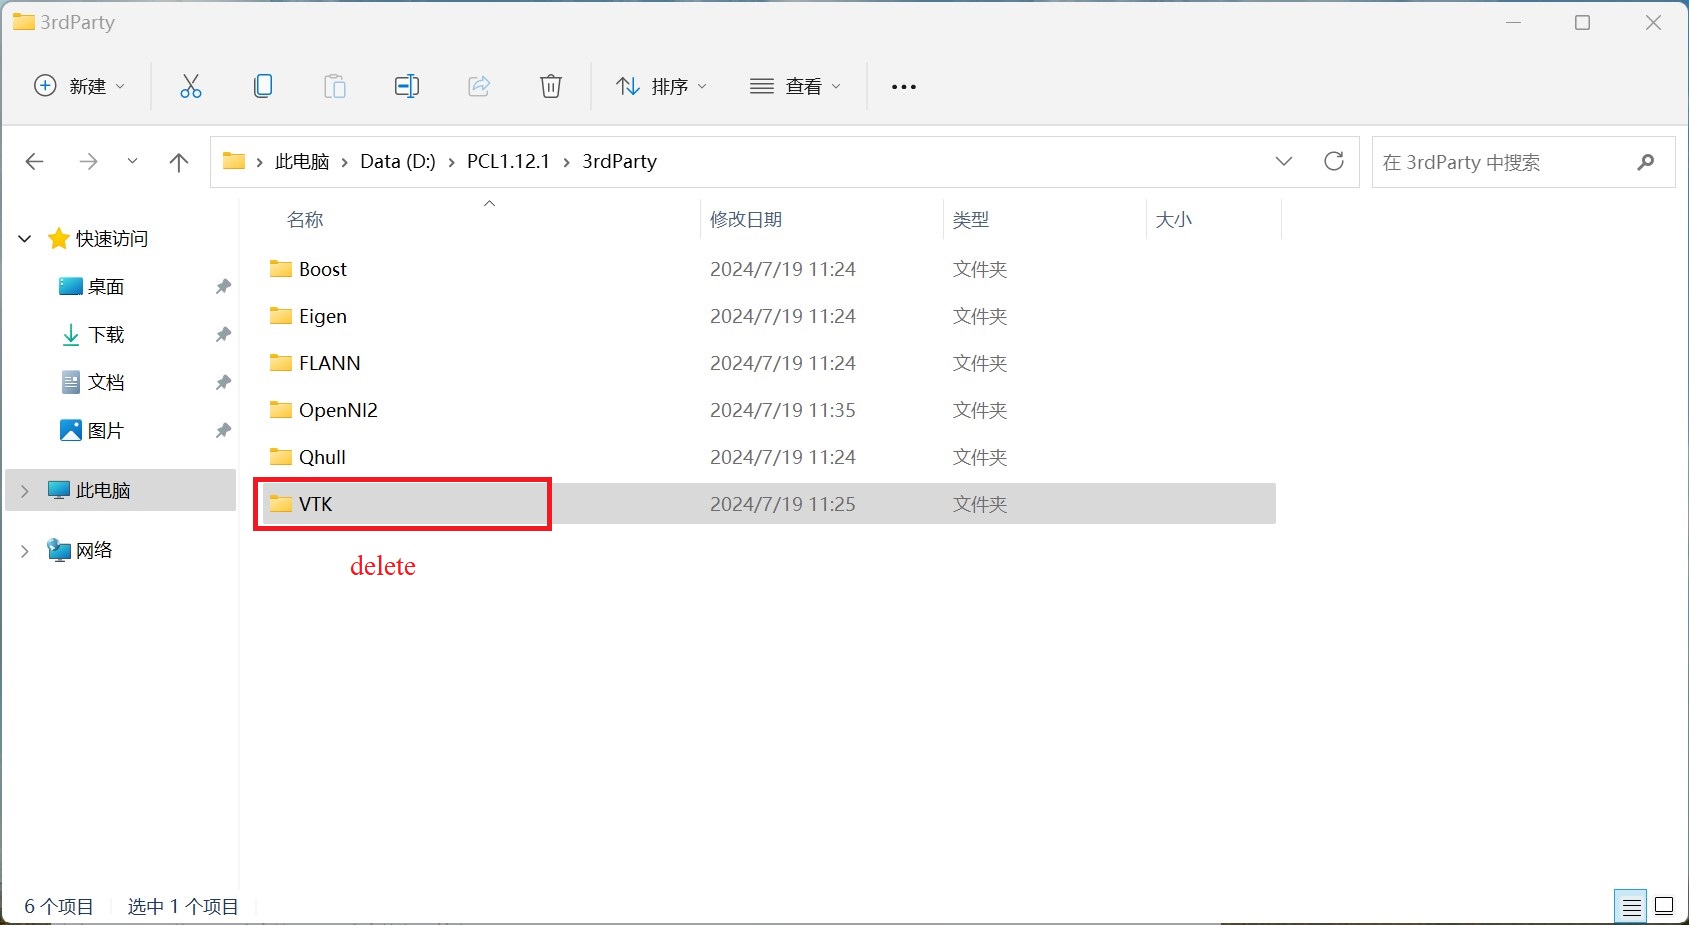 3rdParty
新建 排序 查看
此电脑 Data (D:) PCL1.12.1 3rdParty
在 3rdParty 中搜索
名称 修改日期 类型 大小
快速访问
桌面
下载
文档
图片
此电脑
网络
Boost 2024/7/19 11:24 文件夹
Eigen 2024/7/19 11:24 文件夹
FLANN 2024/7/19 11:24 文件夹
OpenNI2 2024/7/19 11:35 文件夹
Qhull 2024/7/19 11:24 文件夹
VTK 2024/7/19 11:25 文件夹
delete
6 个项目 选中 1 个项目